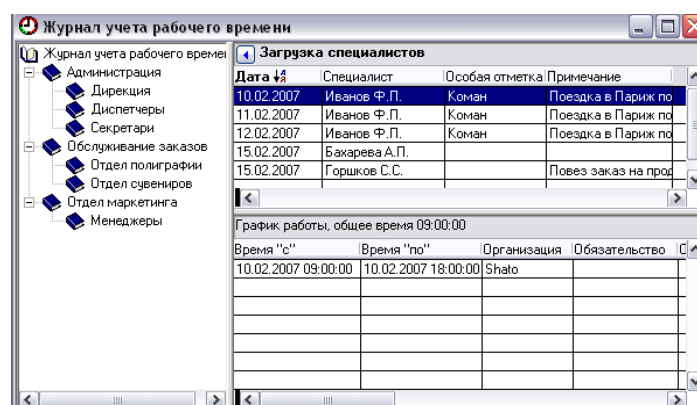 Журнал учета рабочего времени
Журнал учета рабочего времен
Администрация
Дирекция
Диспетчеры
Секретари
Обслуживание заказов
Отдел полиграфии
Отдел сувениров
Отдел маркетинга
Менеджеры
Загрузка специалистов
Дата Специалист Особая отметка Примечание
10.02.2007 Иванов Ф.П. Коман Поездка в Париж по
11.02.2007 Иванов Ф.П. Коман Поездка в Париж по
12.02.2007 Иванов Ф.П. Коман Поездка в Париж по
15.02.2007 Бахарева А.П.
15.02.2007 Горшков С.С. Повез заказ на прод
График работы, общее время 09:00:00
Время "с" Время "по" Организация Обязательство
10.02.2007 09:00:00 10.02.2007 18:00:00 Shato